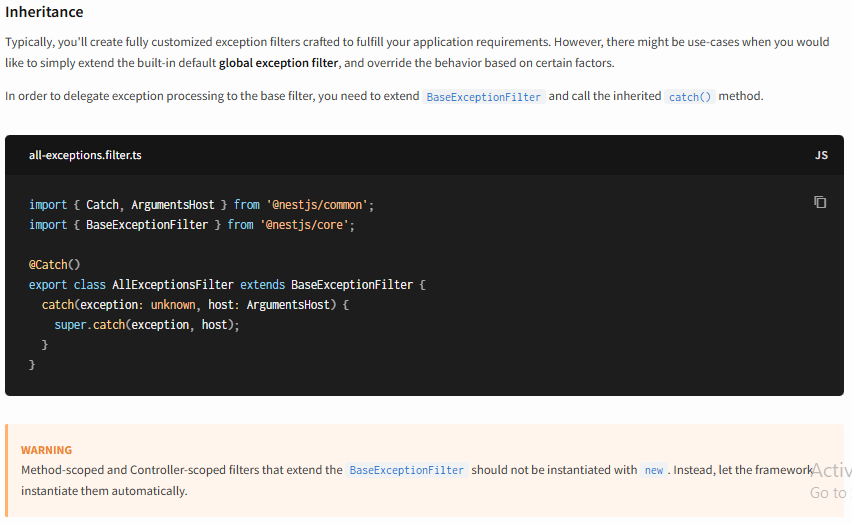 Inheritance
Typically, you'll create fully customized exception filters crafted to fulfill your application requirements. However, there might be use-cases when you would
like to simply extend the built-in default global exception filter, and override the behavior based on certain factors.
In order to delegate exception processing to the base filter, you need to extend BaseExceptionFilter and call the inherited catch() method.
all-exceptions.filter.ts JS
import { Catch, ArgumentsHost } from '@nestjs/common';
import { BaseExceptionFilter } from '@nestjs/core';
@Catch()
export class AllExceptionsFilter extends BaseExceptionFilter {
  catch(exception: unknown, host: ArgumentsHost) {
    super.catch(exception, host);
  }
}
WARNING
Method-scoped and Controller-scoped filters that extend the BaseExceptionFilter should not be instantiated with new. Instead, let the framework
instantiate them automatically.
Activ
Go to